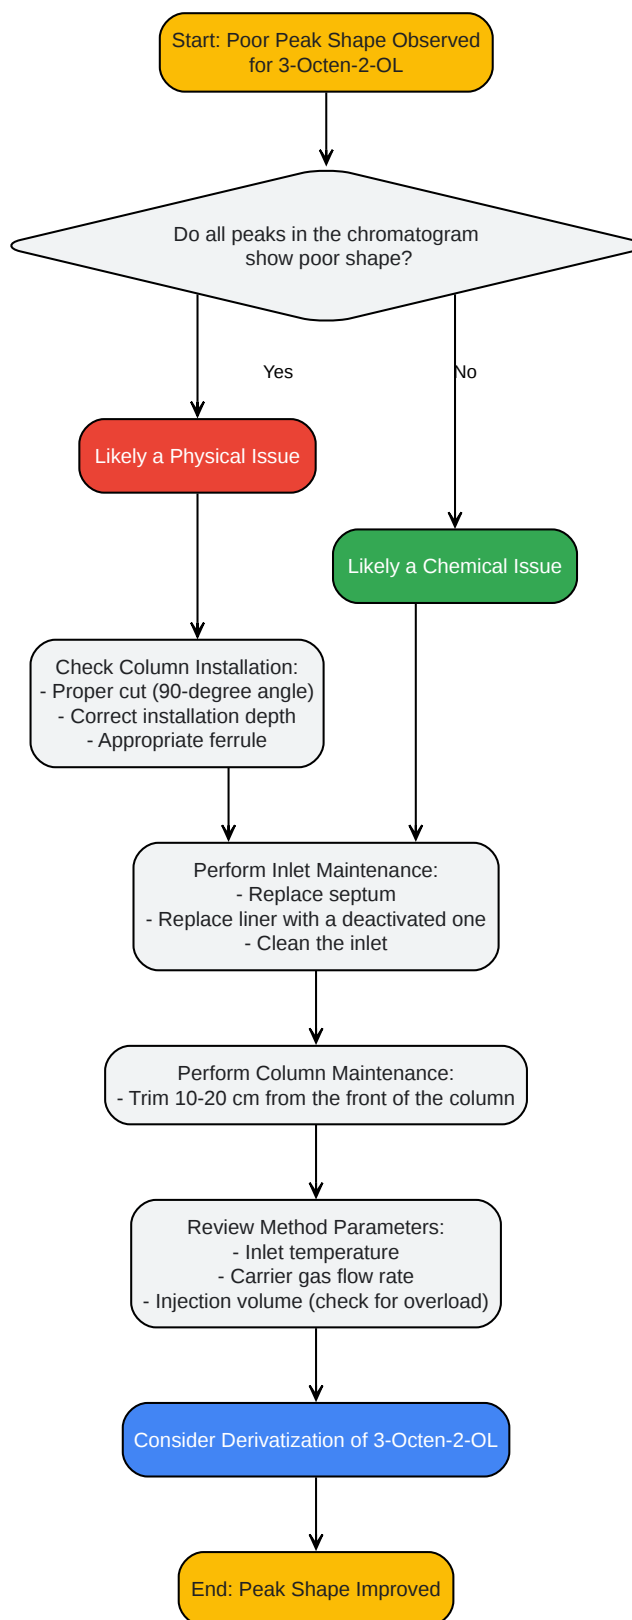 Start: Poor Peak Shape Observed
for 3-Octen-2-OL
Do all peaks in the chromatogram
show poor shape?
Yes
No
Likely a Physical Issue
Likely a Chemical Issue
Check Column Installation:
- Proper cut (90-degree angle)
- Correct installation depth
- Appropriate ferrule
Perform Inlet Maintenance:
- Replace septum
- Replace liner with a deactivated one
- Clean the inlet
Perform Column Maintenance:
- Trim 10-20 cm from the front of the column
Review Method Parameters:
- Inlet temperature
- Carrier gas flow rate
- Injection volume (check for overload)
Consider Derivatization of 3-Octen-2-OL
End: Peak Shape Improved